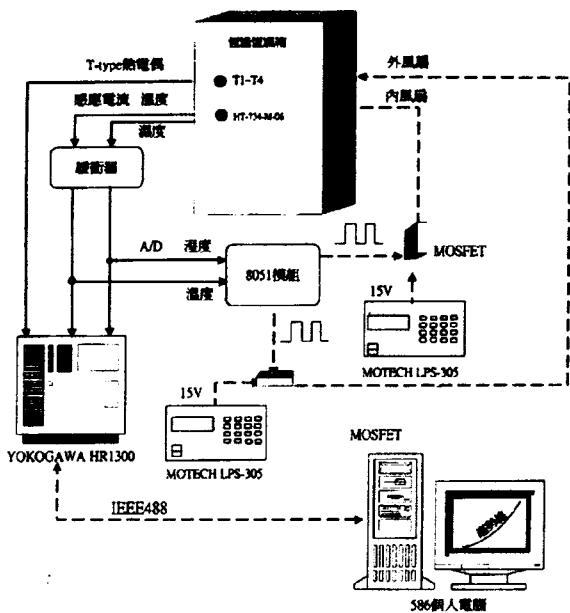 T-type熱電偶
T1~T4
感應電流 溫度
HT-734-M-06
濕度
緩衝器
外風扇
內風扇
A/D 濕度
溫度
8051模組
MOSFET
15V
MOTECH LPS-305
15V
MOTECH LPS-305
YOKOGAWA HR1300
MOSFET
IEEE488
586個人電腦